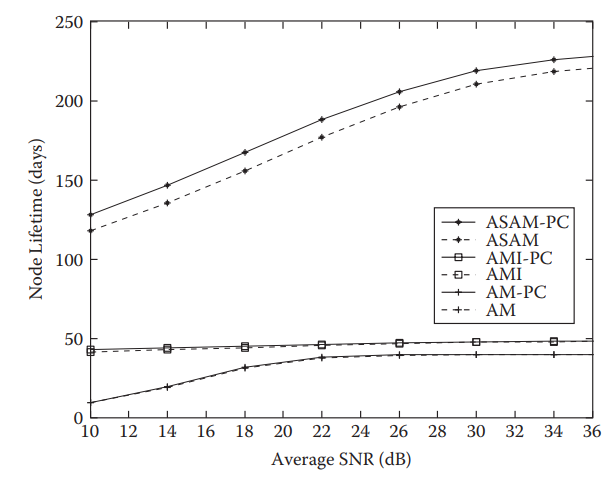 250
200
150
100
50
0
Node Lifetime (days)
ASAM-PC
ASAM
AMI-PC
AMI
AM-PC
AM
10 12 14 16 18 20 22 24 26 28 30 32 34 36
Average SNR (dB)